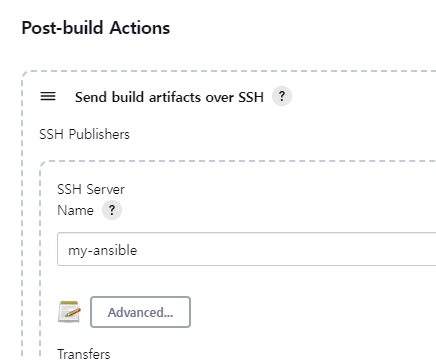 Post-build Actions
Send build artifacts over SSH ?
SSH Publishers
SSH Server
Name ?
my-ansible
Advanced...
Transfers